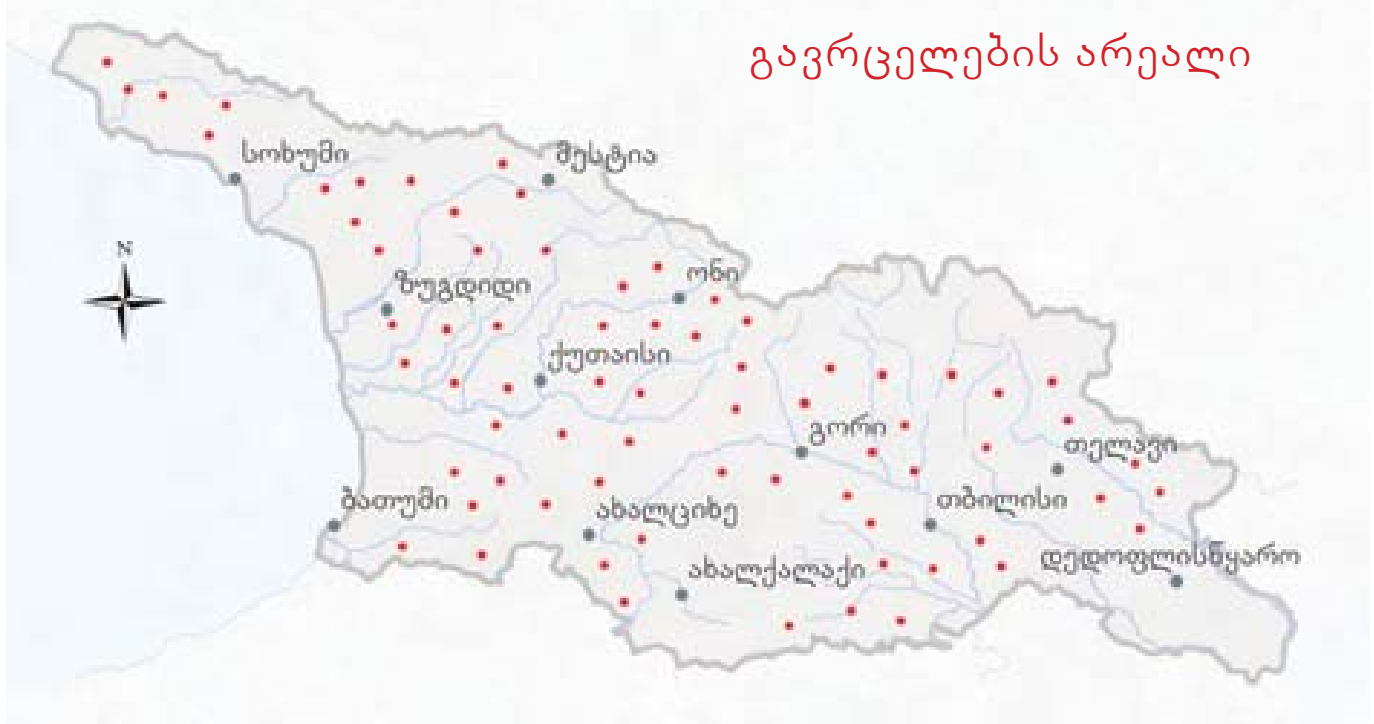 გავრცელების არეალი
სოხუმი
მესტია
N
ზუგდიდი
ონი
ქუთაისი
გორი
თელავი
ბათუმი
ახალციხე
თბილისი
ახალქალაქი
დედოფლისწყარო